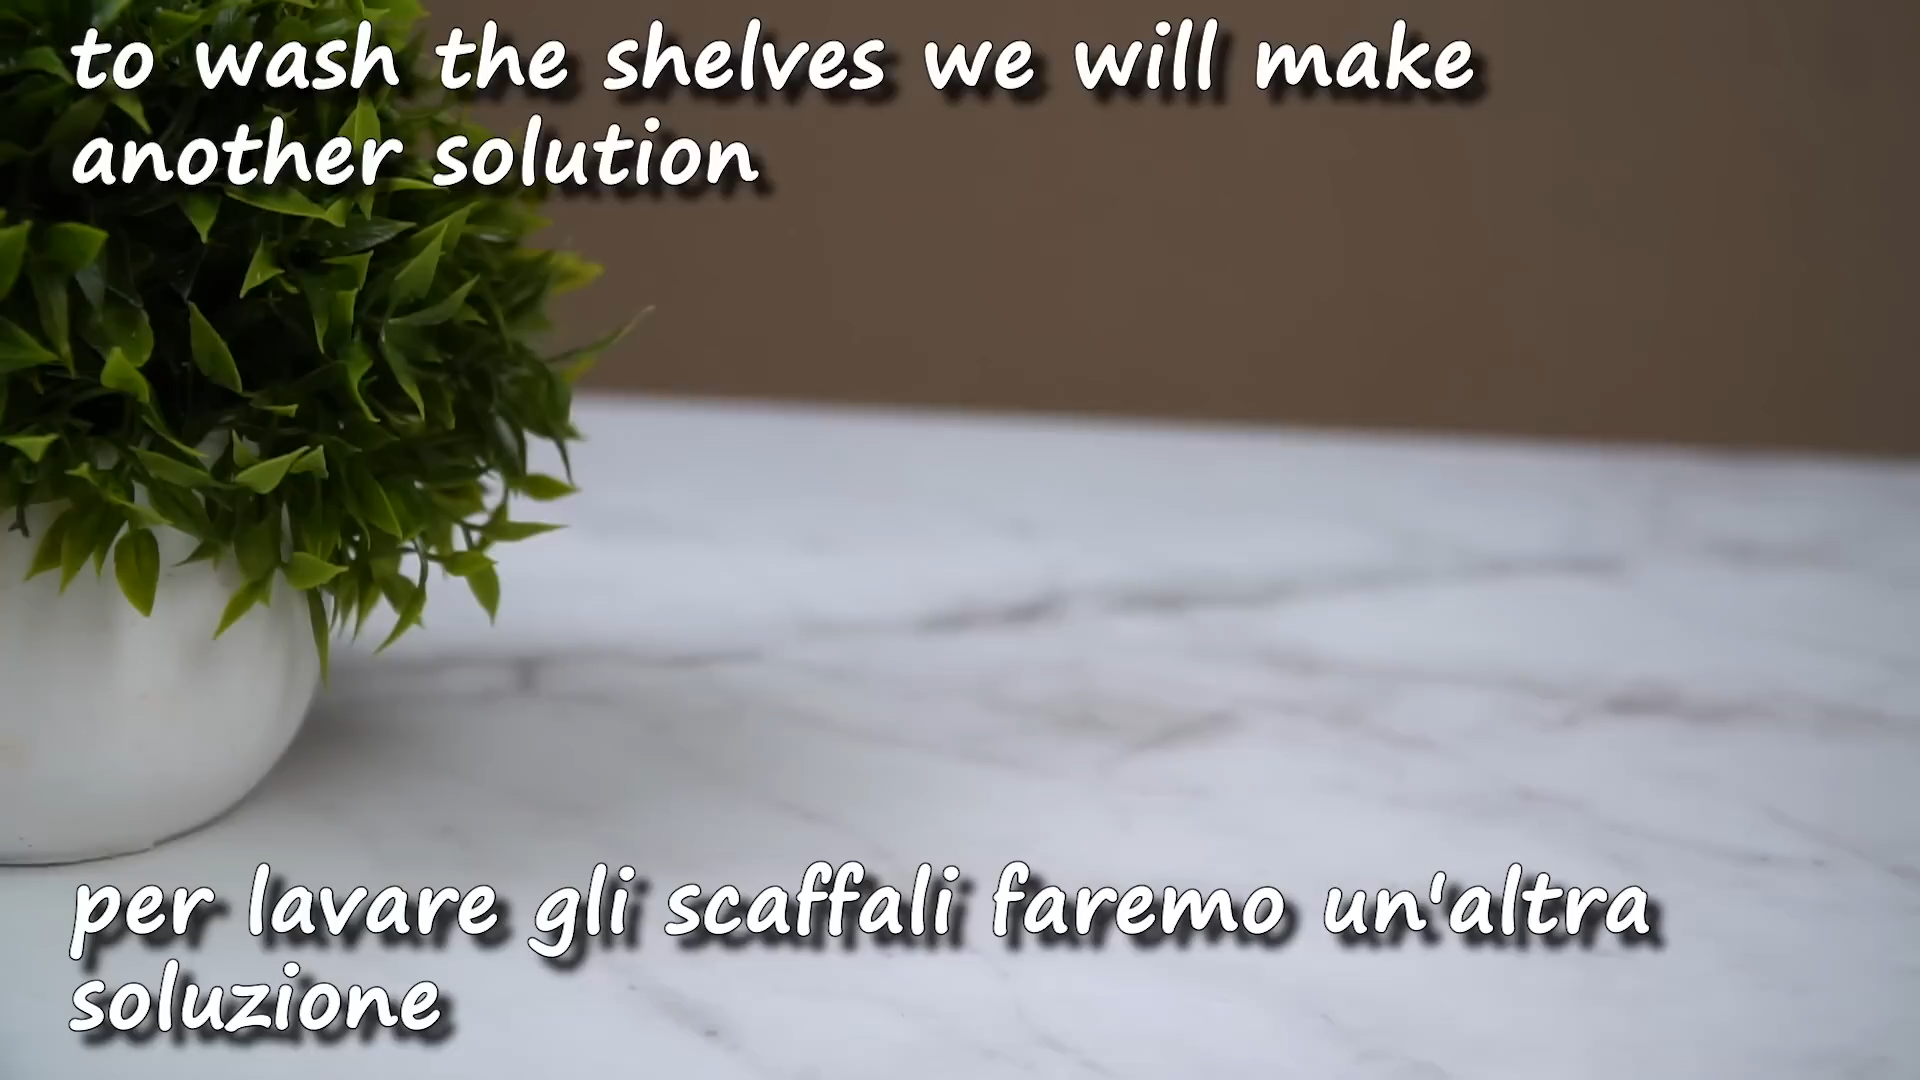 to wash the shelves we will make
another solution
per lavare gli scaffali faremo un'altra
soluzione